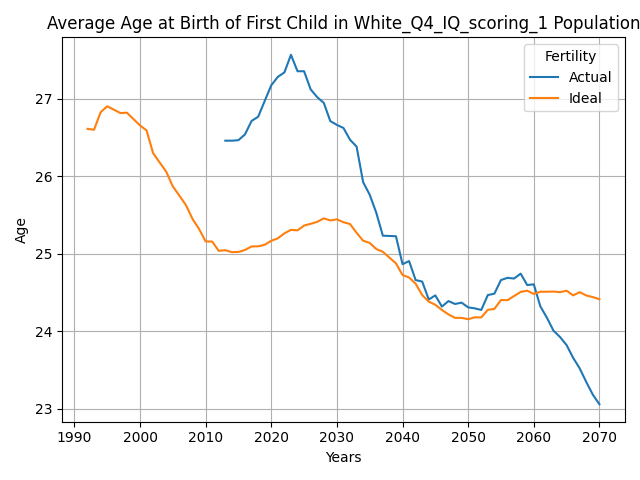 Average Age at Birth of First Child in White_Q4_IQ_scoring_1 Population
Fertility
Actual
Ideal
Age
27
26
25
24
23
1990
2000
2010
2020
2030
2040
2050
2060
2070
Years